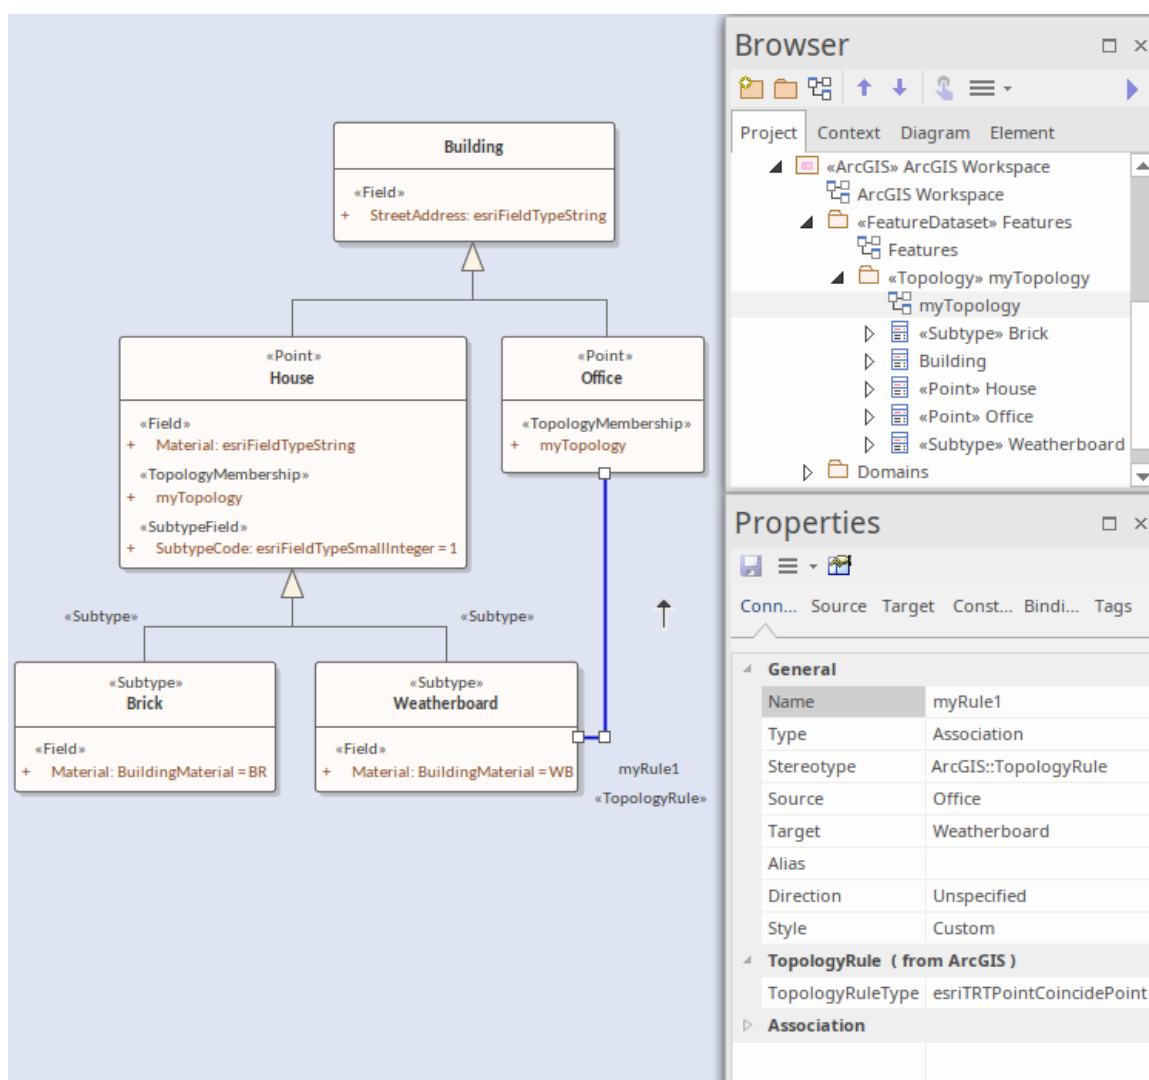 Building
«Field»
+ StreetAddress: esriFieldTypeString
«Point»
House
«Field»
+ Material: esriFieldTypeString
«TopologyMembership»
+ myTopology
«SubtypeField»
+ SubtypeCode: esriFieldTypeSmallInteger = 1
«Point»
Office
«TopologyMembership»
+ myTopology
«Subtype»
«Subtype»
«Subtype»
Brick
«Field»
+ Material: BuildingMaterial = BR
«Subtype»
Weatherboard
«Field»
+ Material: BuildingMaterial = WB
myRule1
«TopologyRule»
Browser
Project Context Diagram Element
«ArcGIS» ArcGIS Workspace
ArcGIS Workspace
«FeatureDataset» Features
Features
«Topology» myTopology
myTopology
«Subtype» Brick
Building
«Point» House
«Point» Office
«Subtype» Weatherboard
Domains
Properties
Conn... Source Target Const... Bindi... Tags
General
Name myRule1
Type Association
Stereotype ArcGIS::TopologyRule
Source Office
Target Weatherboard
Alias
Direction Unspecified
Style Custom
TopologyRule ( from ArcGIS )
TopologyRuleType esriTRTPointCoincidePoint
Association